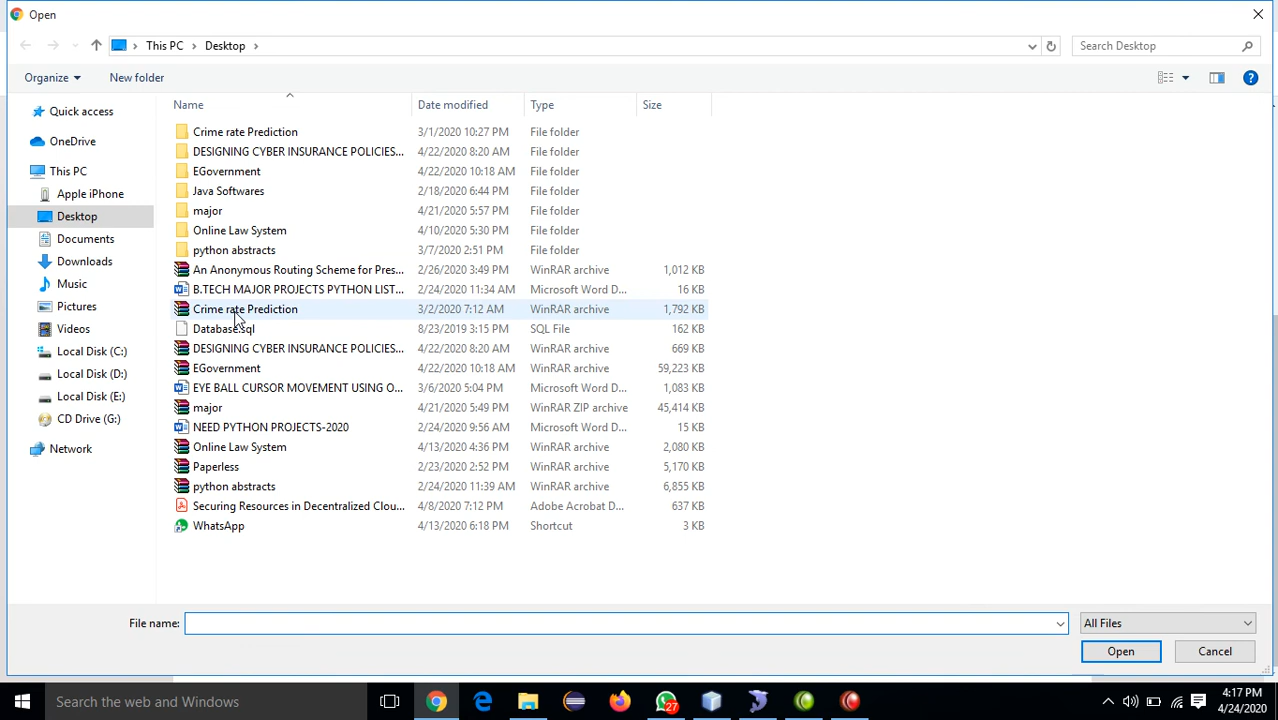 Open
This PC Desktop
Search Desktop
Organize New folder
Name Date modified Type Size
Quick access
OneDrive
This PC
Apple iPhone
Desktop
Documents
Downloads
Music
Pictures
Videos
Local Disk (C:)
Local Disk (D:)
Local Disk (E:)
CD Drive (G:)
Network
Crime rate Prediction 3/1/2020 10:27 PM File folder
DESIGNING CYBER INSURANCE POLICIES... 4/22/2020 8:20 AM File folder
EGovernment 4/22/2020 10:18 AM File folder
Java Softwares 2/18/2020 6:44 PM File folder
major 4/21/2020 5:57 PM File folder
Online Law System 4/10/2020 5:30 PM File folder
python abstracts 3/7/2020 2:51 PM File folder
An Anonymous Routing Scheme for Pres... 2/26/2020 3:49 PM WinRAR archive 1,012 KB
B.TECH MAJOR PROJECTS PYTHON LIST... 2/24/2020 11:34 AM Microsoft Word D... 16 KB
Crime rate Prediction 3/2/2020 7:12 AM WinRAR archive 1,792 KB
Database.sql 8/23/2019 3:15 PM SQL File 162 KB
DESIGNING CYBER INSURANCE POLICIES... 4/22/2020 8:20 AM WinRAR archive 669 KB
EGovernment 4/22/2020 10:18 AM WinRAR archive 59,223 KB
EYE BALL CURSOR MOVEMENT USING O... 3/6/2020 5:04 PM Microsoft Word D... 1,083 KB
major 4/21/2020 5:49 PM WinRAR ZIP archive 45,414 KB
NEED PYTHON PROJECTS-2020 2/24/2020 9:56 AM Microsoft Word D... 15 KB
Online Law System 4/13/2020 4:36 PM WinRAR archive 2,080 KB
Paperless 2/23/2020 2:52 PM WinRAR archive 5,170 KB
python abstracts 2/24/2020 11:39 AM WinRAR archive 6,855 KB
Securing Resources in Decentralized Clou... 4/8/2020 7:12 PM Adobe Acrobat D... 637 KB
WhatsApp 4/13/2020 6:18 PM Shortcut 3 KB
File name: All Files
Open Cancel
Search the web and Windows
27
4:17 PM
4/24/2020